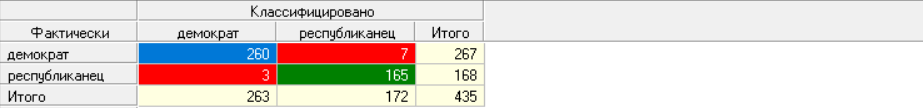 Классифицировано
Фактически демократ республиканец Итого
демократ 260 7 267
республиканец 3 165 168
Итого 263 172 435